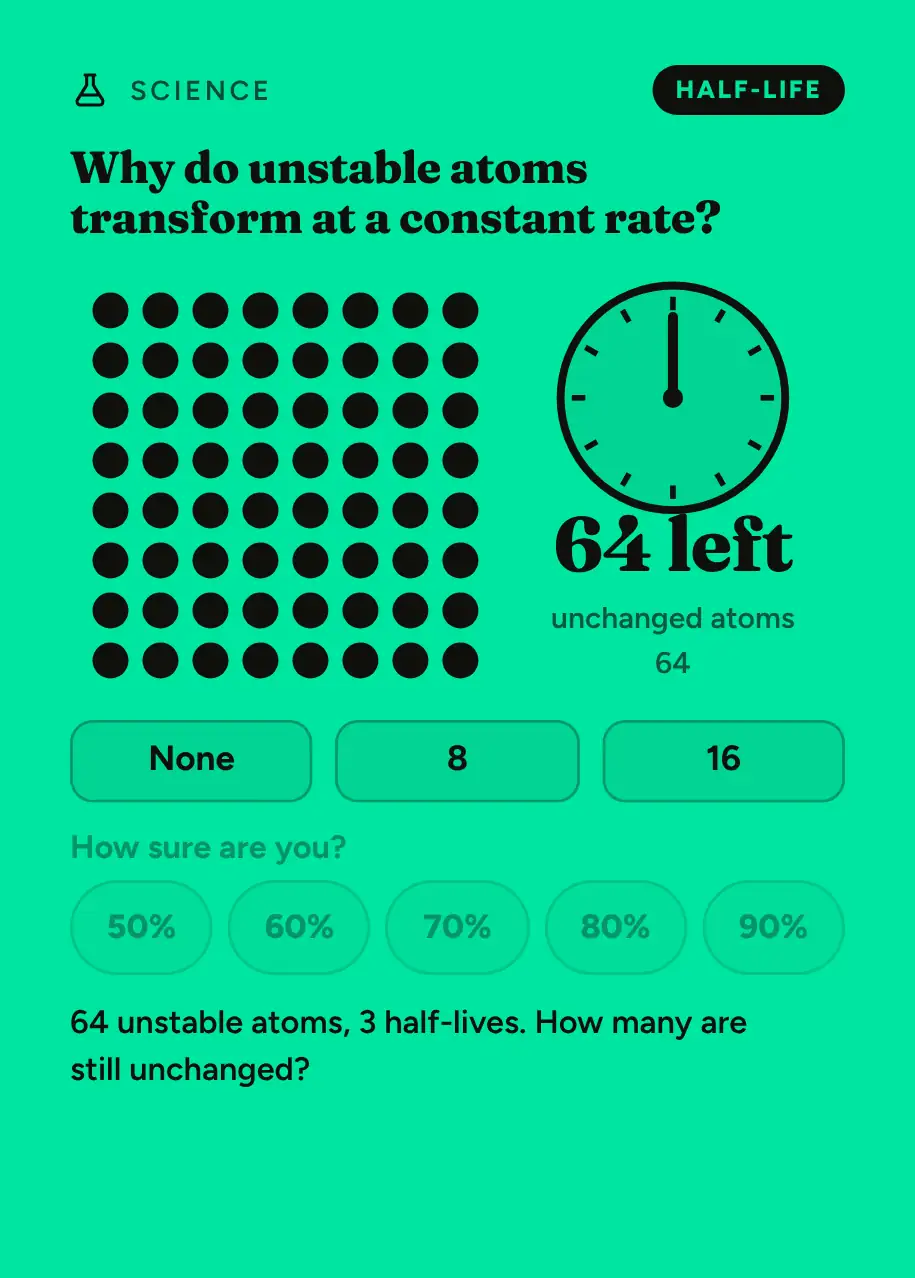 SCIENCE
HALF-LIFE
Why do unstable atoms
transform at a constant rate?
64 left
unchanged atoms
64
None
8
16
How sure are you?
50%
60%
70%
80%
90%
64 unstable atoms, 3 half-lives. How many are
still unchanged?